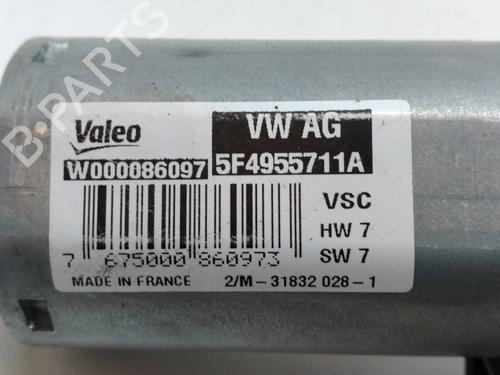 B-PARTS
Valeo
VW AG
W000086097
5F4955711A
VSC
HW 7
SW 7
7 675000 860973
MADE IN FRANCE
2/M-31832 028-1